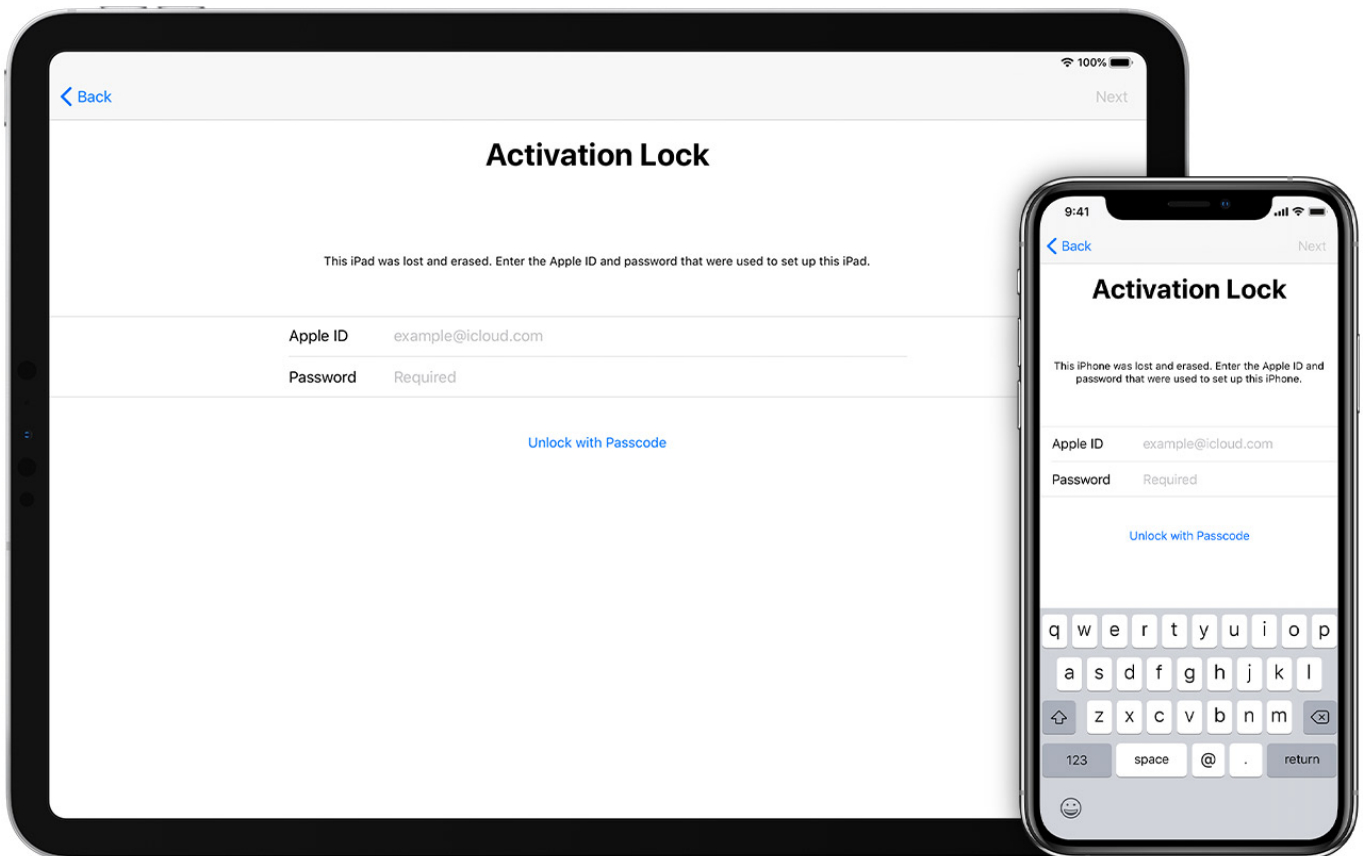 100%
Back
Next
Activation Lock
This iPad was lost and erased. Enter the Apple ID and password that were used to set up this iPad.
Apple ID example@icloud.com
Password Required
Unlock with Passcode
9:41
Back
Next
Activation Lock
This iPhone was lost and erased. Enter the Apple ID and
password that were used to set up this iPhone.
Apple ID example@icloud.com
Password Required
Unlock with Passcode
q w e r t y u i o p
a s d f g h j k l
z x c v b n m
123 space @ . return